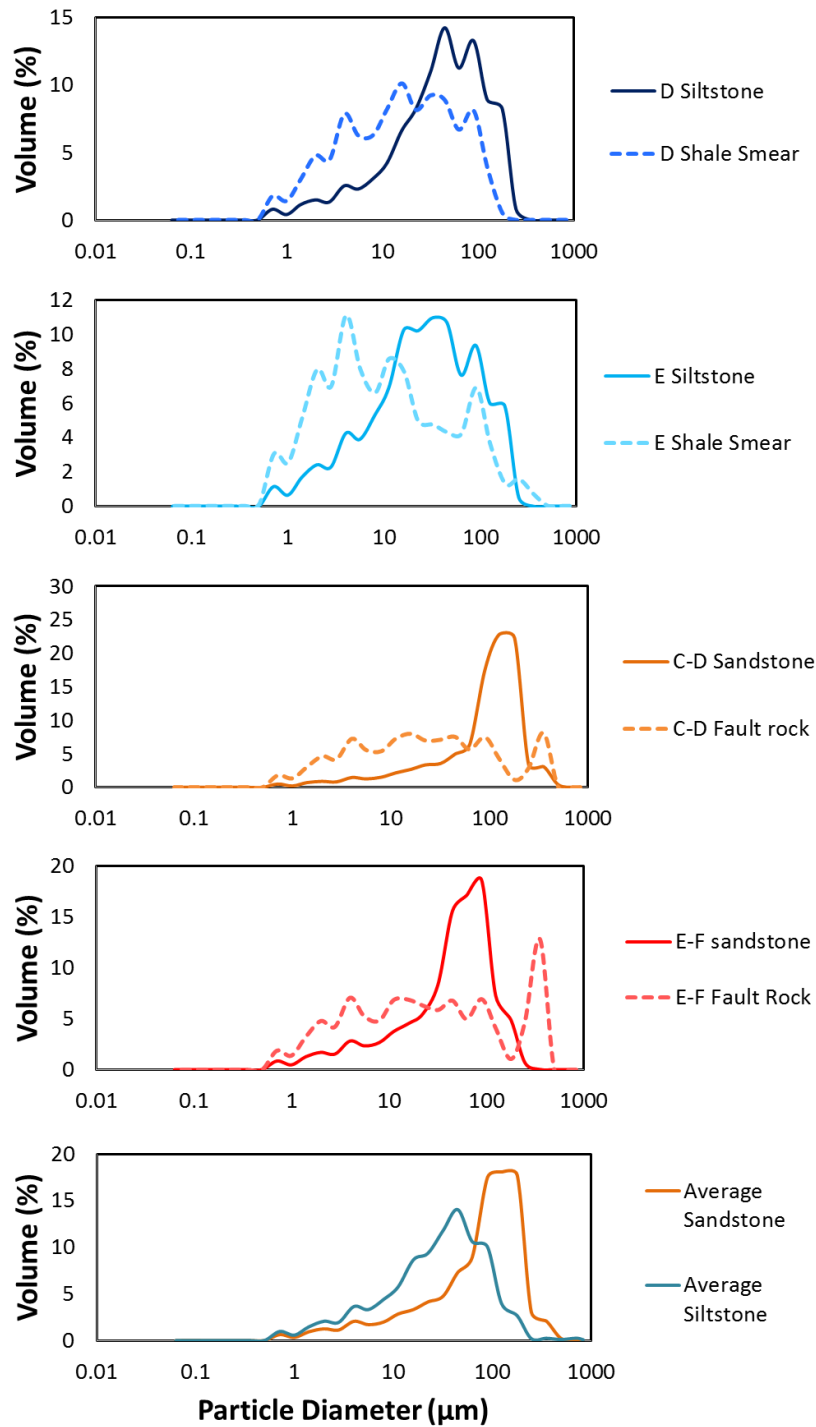 Volume (%)
15
10
5
0
0.01 0.1 1 10 100 1000
D Siltstone
D Shale Smear
Volume (%)
12
10
8
6
4
2
0
0.01 0.1 1 10 100 1000
E Siltstone
E Shale Smear
Volume (%)
30
25
20
15
10
5
0
0.01 0.1 1 10 100 1000
C-D Sandstone
C-D Fault rock
Volume (%)
20
15
10
5
0
0.01 0.1 1 10 100 1000
E-F sandstone
E-F Fault Rock
Volume (%)
20
15
10
5
0
0.01 0.1 1 10 100 1000
Particle Diameter (µm)
Average
Sandstone
Average
Siltstone